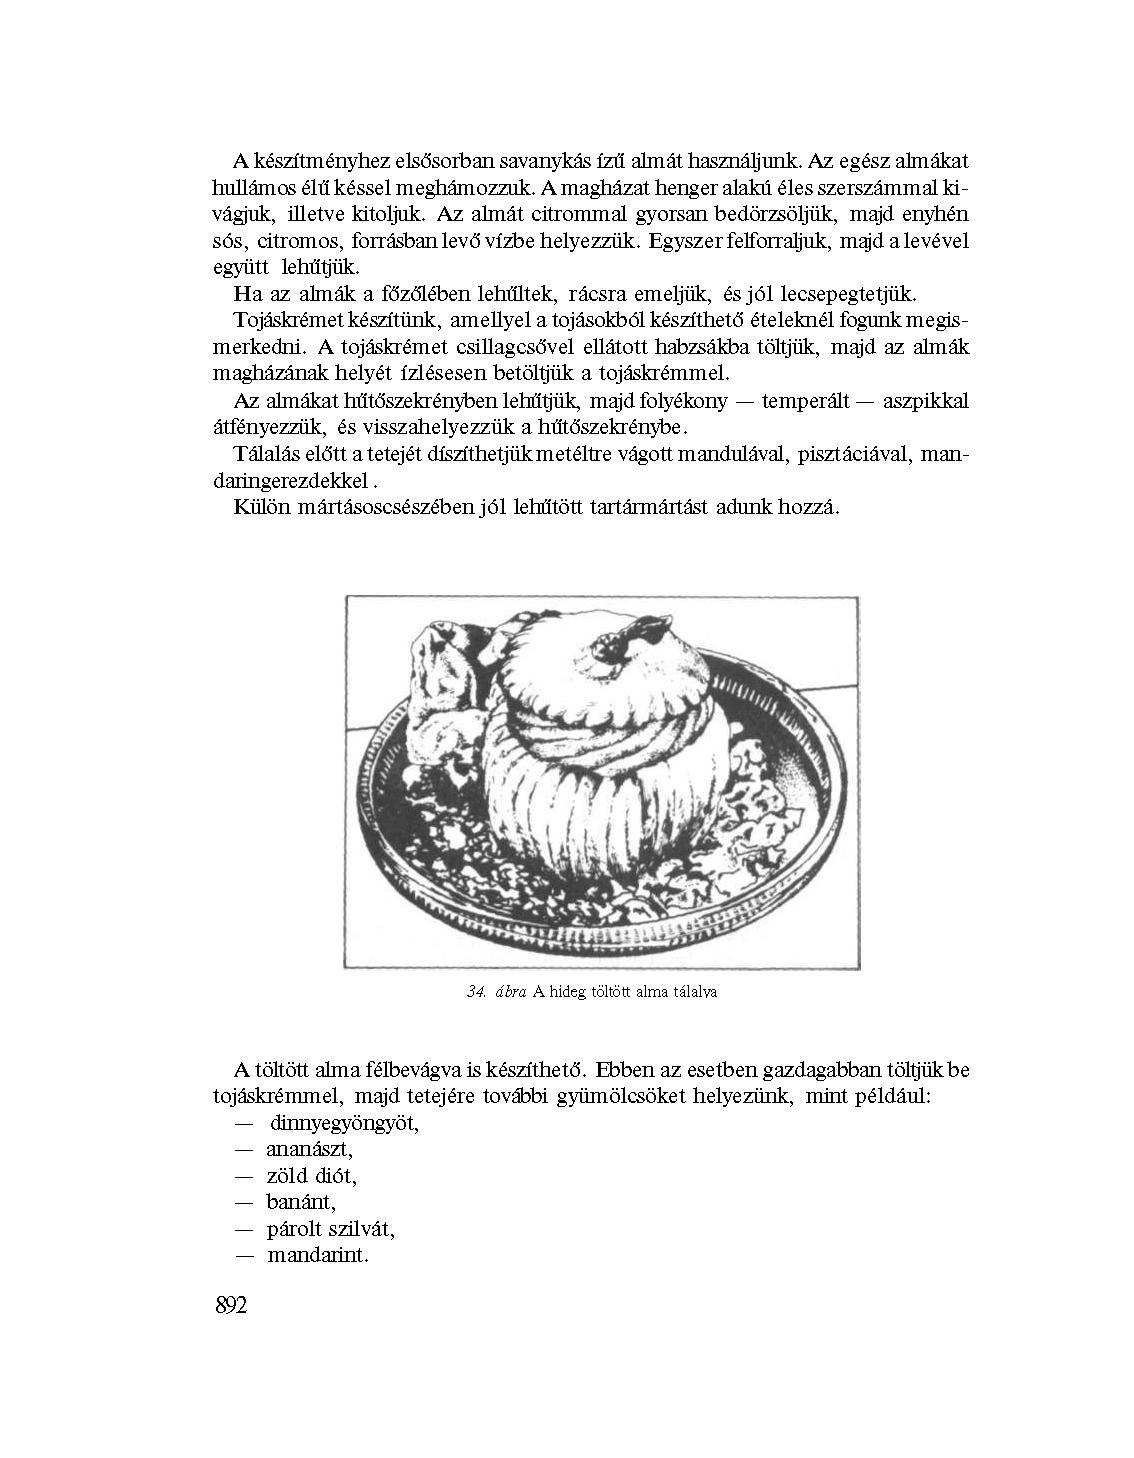 A készítményhez elsősorban savanykás ízű almát használjunk. Az egész almákat
hullámos élű késsel meghámozzuk. A magházat henger alakú éles szerszámmal ki-
vágjuk, illetve kitoljuk. Az almát citrommal gyorsan bedörzsöljük, majd enyhén
sós, citromos, forrásban levő vízbe helyezzük. Egyszer felforraljuk, majd a levével
együtt lehűtjük.
Ha az almák a főzőlében lehűltek, rácsra emeljük, és jól lecsepegtetjük.
Tojáskrémet készítünk, amellyel a tojásokból készíthető ételeknél fogunk megis-
merkedni. A tojáskrémet csillagcsővel ellátott habzsákba töltjük, majd az almák
magházának helyét ízlésesen betöltjük a tojáskrémmel.
Az almákat hűtőszekrényben lehűtjük, majd folyékony — temperált — aszpikkal
átfényezzük, és visszahelyezzük a hűtőszekrénybe.
Tálalás előtt a tetejét díszíthetjük metéltre vágott mandulával, pisztáciával, man-
daringerezdekkel.
Külön mártásoscsészében jól lehűtött tartármártást adunk hozzá.
34. ábra A hideg töltött alma tálalva
A töltött alma félbevágva is készíthető. Ebben az esetben gazdagabban töltjük be
tojáskrémmel, majd tetejére további gyümölcsöket helyezünk, mint például:
— dinnyegyöngyöt,
— ananászt,
— zöld diót,
— banánt,
— párolt szilvát,
— mandarint.
892